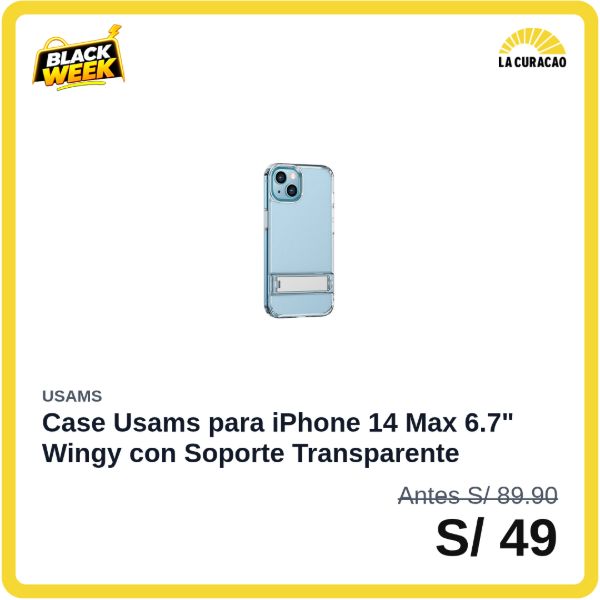 BLACK
WEEK
LA CURACAO
USAMS
Case Usams para iPhone 14 Max 6.7"
Wingy con Soporte Transparente
Antes S/ 89.90
S/ 49